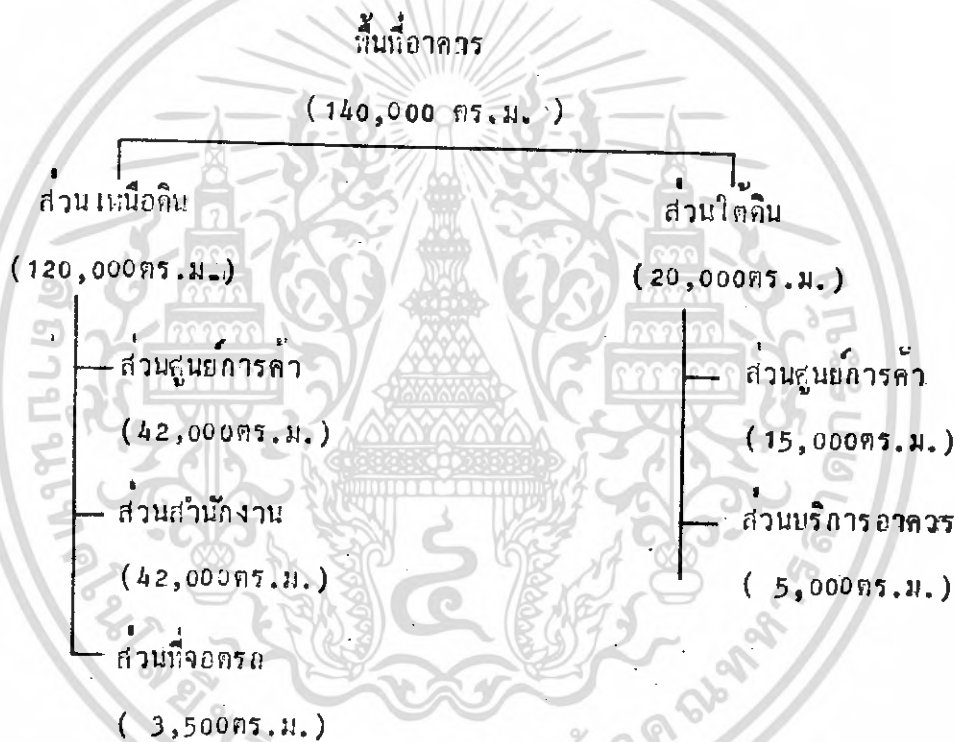 พื้นที่อาคาร
(140,000 ตร.ม. )
ส่วนเหนือดิน
(120,000ตร.ม.)
ส่วนศูนย์การค้า
(42,000ตร.ม.)
ส่วนสำนักงาน
(42,000ตร.ม.)
ส่วนที่จอดรถ
( 3,500ตร.ม.)
ส่วนใต้ดิน
(20,000ตร.ม.)
ส่วนศูนย์การค้า
(15,000ตร.ม.)
ส่วนบริการอาคาร
( 5,000ตร.ม.)